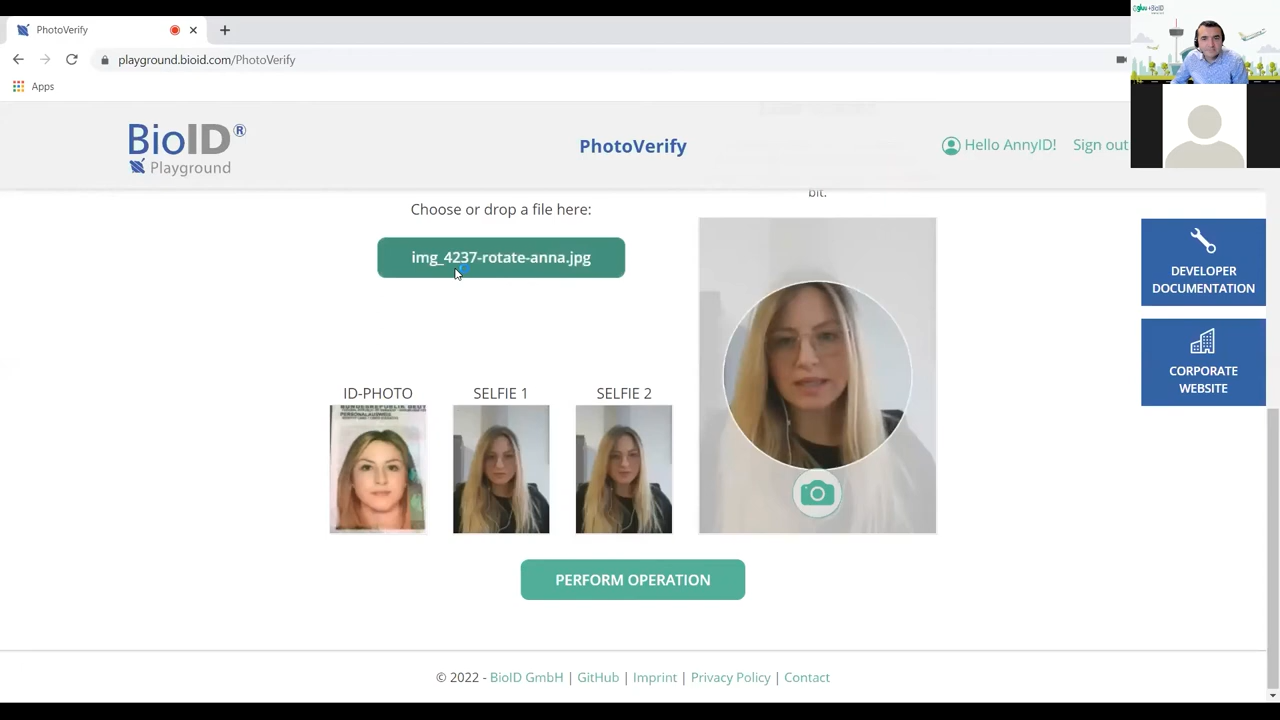 PhotoVerify
playground.bioid.com/PhotoVerify
Apps
BioID®
Playground
PhotoVerify
Hello AnnyID!
Sign out
bit.
Choose or drop a file here:
img_4237-rotate-anna.jpg
DEVELOPER
DOCUMENTATION
CORPORATE
WEBSITE
ID-PHOTO
SELFIE 1
SELFIE 2
PERSONALAUSWEIS
PERFORM OPERATION
© 2022 - BioID GmbH | GitHub | Imprint | Privacy Policy | Contact